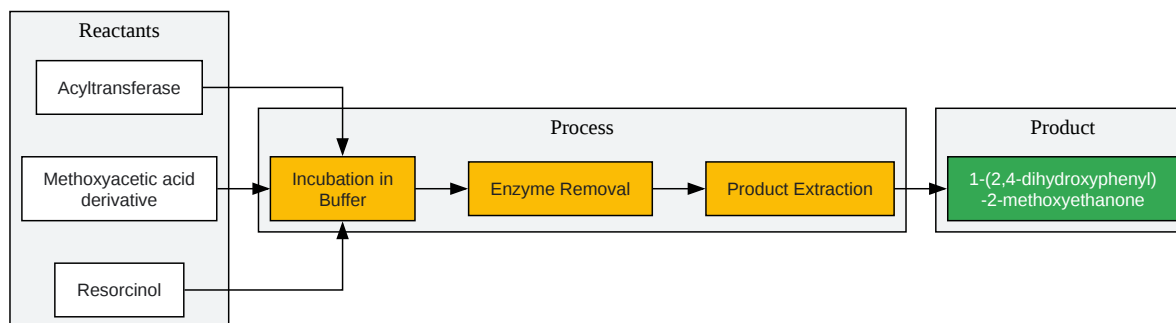 Reactants
Acyltransferase
Methoxyacetic acid
derivative
Resorcinol
Process
Incubation in
Buffer
Enzyme Removal
Product Extraction
Product
1-(2,4-dihydroxyphenyl)
-2-methoxyethanone